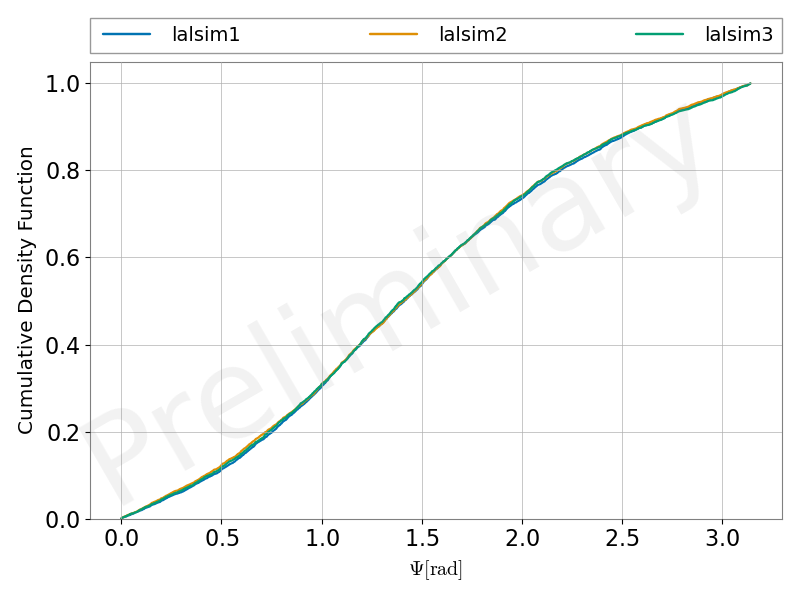 lalsim1 lalsim2 lalsim3
1.0
0.8
0.6
0.4
0.2
0.0
Cumulative Density Function
Preliminary
0.0 0.5 1.0 1.5 2.0 2.5 3.0
Ψ[rad]